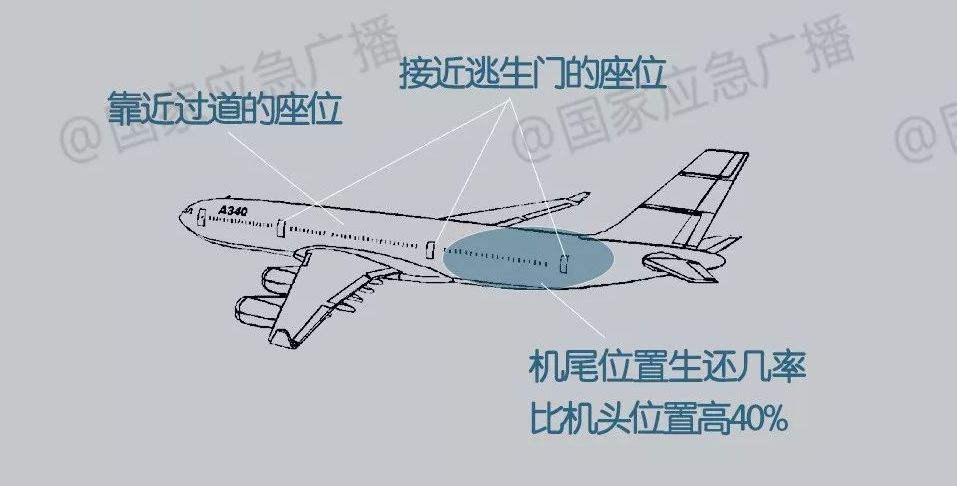 @国家应急广播
@国家应急广播
@国
接近逃生门的座位
靠近过道的座位
A340
机尾位置生还几率
比机头位置高40%